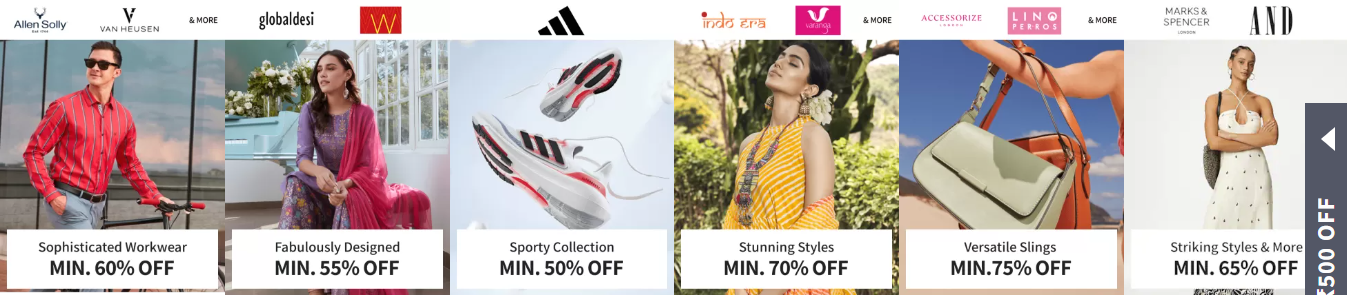 Allen Solly
VAN HEUSEN
& MORE
globaldesi
W
indo era
varanga
& MORE
ACCESSORIZE
LONDON
LINO
PERROS
& MORE
MARKS &
SPENCER
LONDON
AND
Sophisticated Workwear
MIN. 60% OFF
Fabulously Designed
MIN. 55% OFF
Sporty Collection
MIN. 50% OFF
Stunning Styles
MIN. 70% OFF
Versatile Slings
MIN.75% OFF
Striking Styles & More
MIN. 65% OFF
₹500 OFF